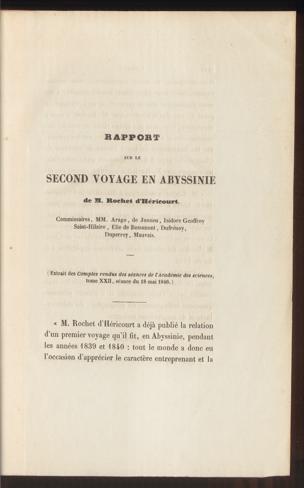 RAPPORT
SUR LE
SECOND VOYAGE EN ABYSSINIE
de M. Rochet d'Héricourt.
Commissaires, MM. Arago, de Jussieu, Isidore Geoffroy
Saint-Hilaire, Elie de Beaumont, Dufrénoy,
Duperrey, Mauvais.
(Extrait des Comptes rendus des séances de l'Académie des sciences,
tome XXII, séance du 18 mai 1846.)
« M. Rochet d'Héricourt a déjà publié la relation
d'un premier voyage qu'il fit, en Abyssinie, pendant
les années 1839 et 1840 : tout le monde a donc eu
l'occasion d'apprécier le caractère entreprenant et la